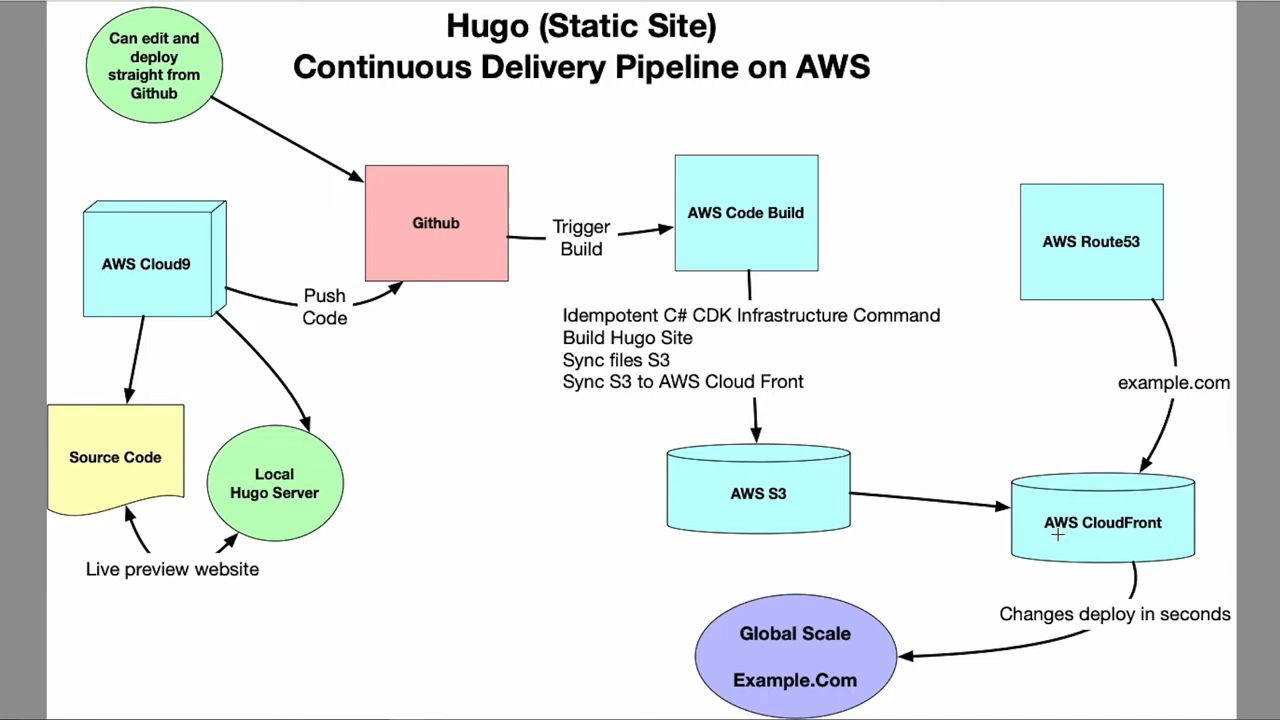 Hugo (Static Site)
Continuous Delivery Pipeline on AWS
Can edit and
deploy
straight from
Github
Github
Trigger
Build
AWS Code Build
AWS Route53
AWS Cloud9
Push
Code
Idempotent C# CDK Infrastructure Command
Build Hugo Site
Sync files S3
Sync S3 to AWS Cloud Front
example.com
Source Code
Local
Hugo Server
AWS S3
AWS CloudFront
Live preview website
Changes deploy in seconds
Global Scale
Example.Com